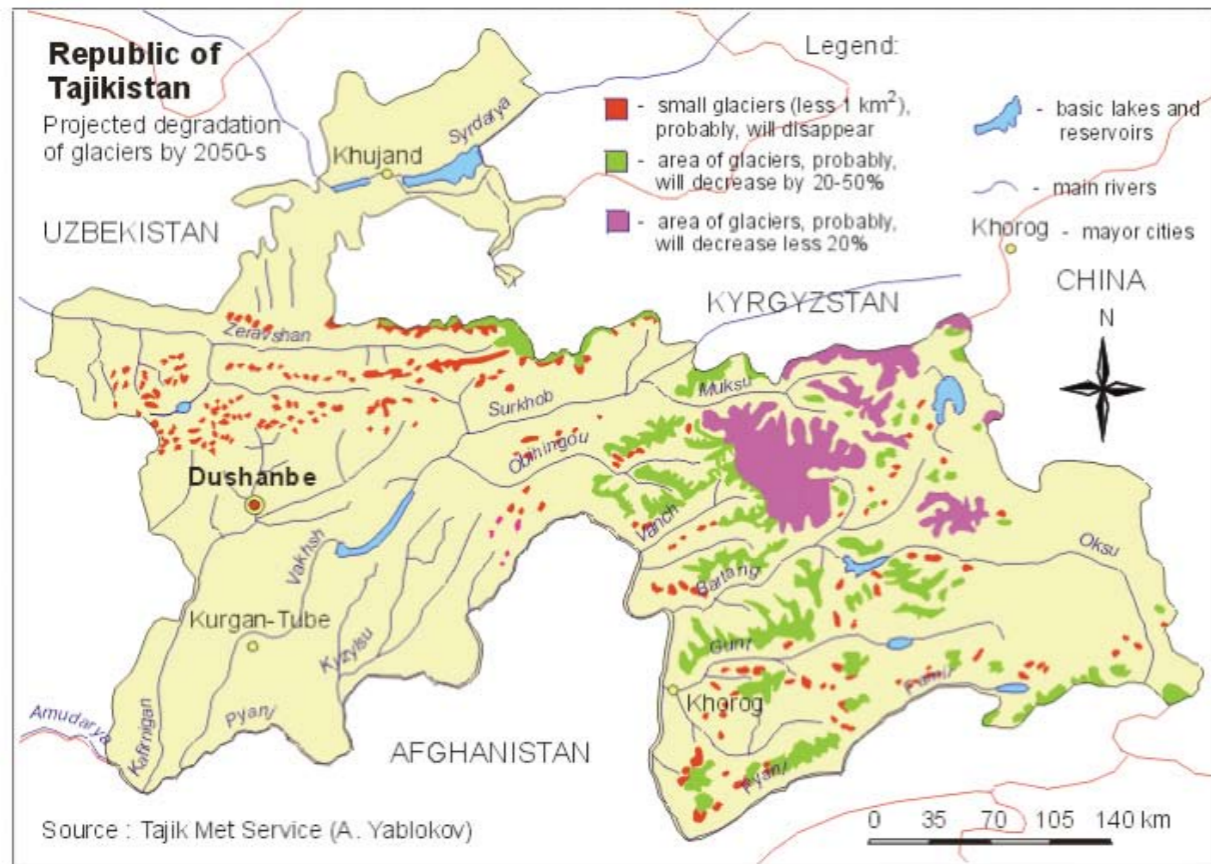 Republic of
Tajikistan
Projected degradation
of glaciers by 2050-s
Legend:
- small glaciers (less 1 km²),
probably, will disappear
- area of glaciers, probably,
will decrease by 20-50%
- area of glaciers, probably,
will decrease less 20%
- basic lakes and
reservoirs
- main rivers
Khorog
- mayor cities
Syrdarya
Khujand
UZBEKISTAN
KYRGYZSTAN
CHINA
N
Zeravshan
Muksu
Surkhob
Obihingou
Dushanbe
Vanch
Vakhsh
Oksu
Bartang
Kurgan-Tube
Kyzylsu
Gunt
Pamir
Khorog
Amudarya
Kafirnigan
Pyanj
AFGHANISTAN
Pyanj
Source : Tajik Met Service (A. Yablokov)
0 35 70 105 140 km